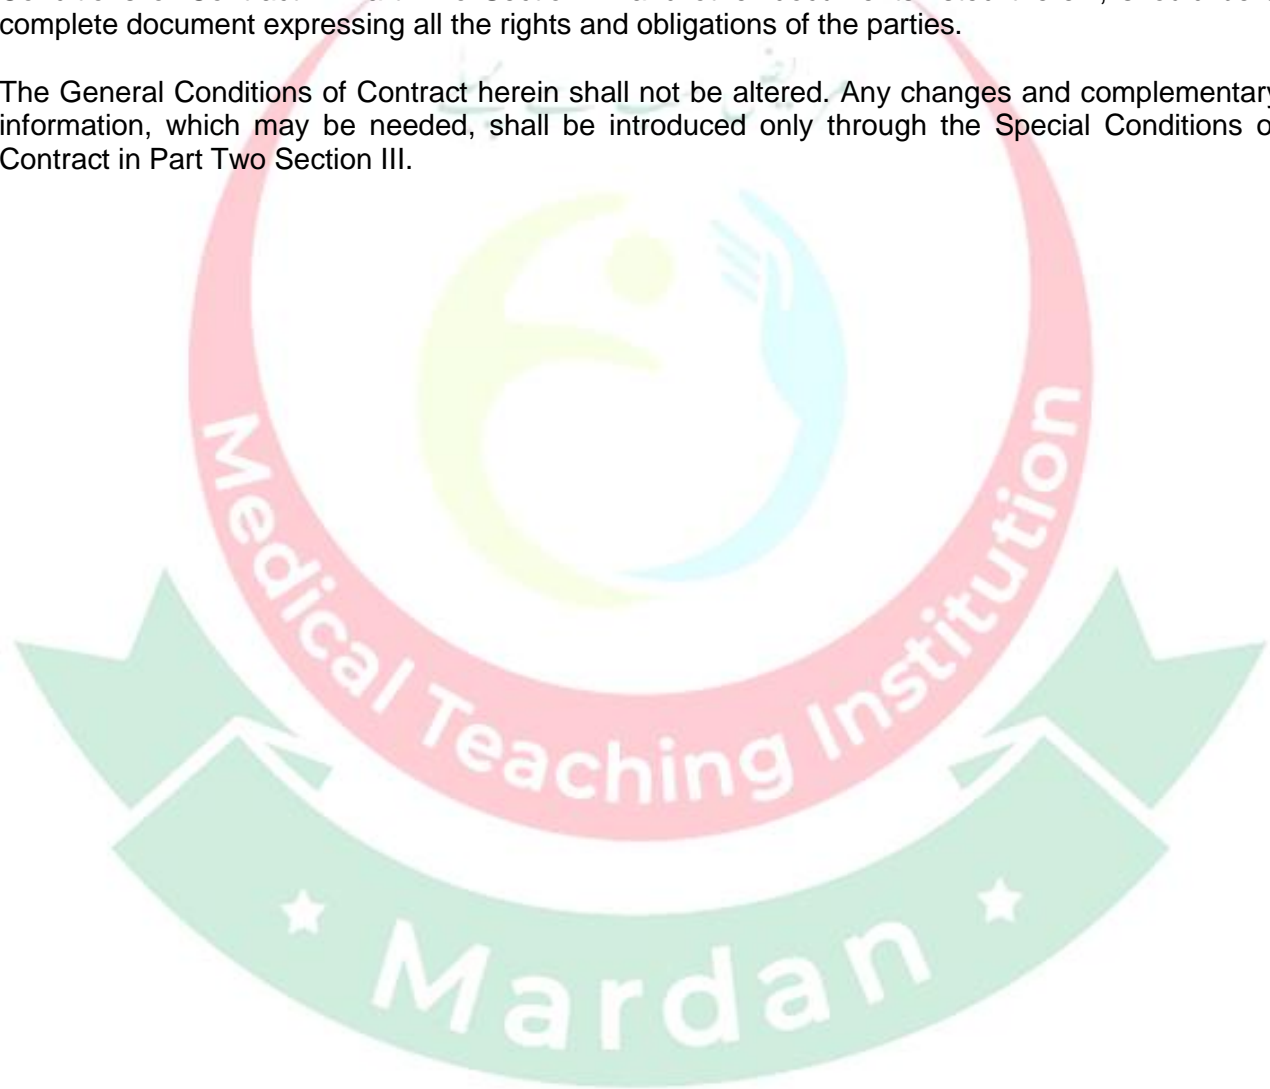 complete document expressing all the rights and obligations of the parties.
The General Conditions of Contract herein shall not be altered. Any changes and complementary
information, which may be needed, shall be introduced only through the Special Conditions o
Contract in Part Two Section III.
Medical Teaching Institution
Mardan